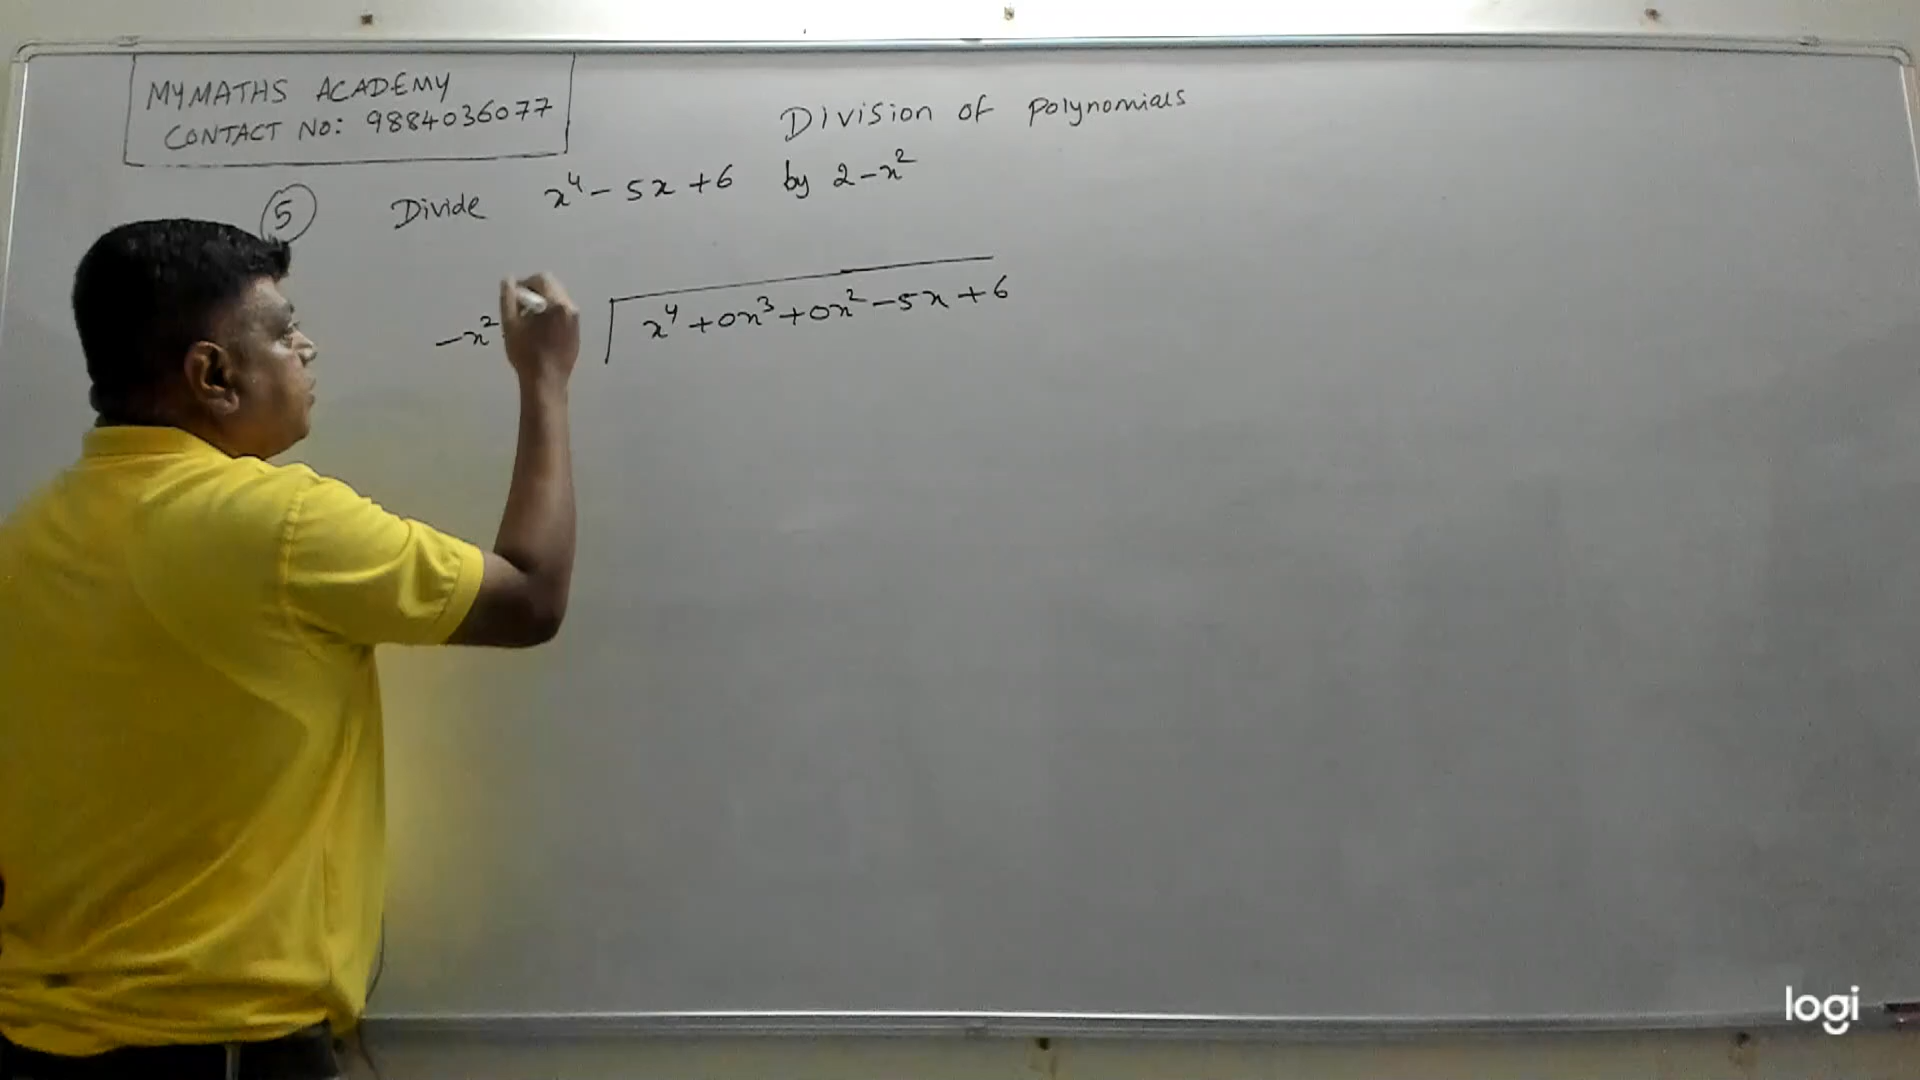 MYMATHS ACADEMY
CONTACT NO: 9884036077
Division of polynomials
5 Divide x⁴ - 5x + 6 by 2 - x²
-x² x⁴ + 0x³ + 0x² - 5x + 6
logi